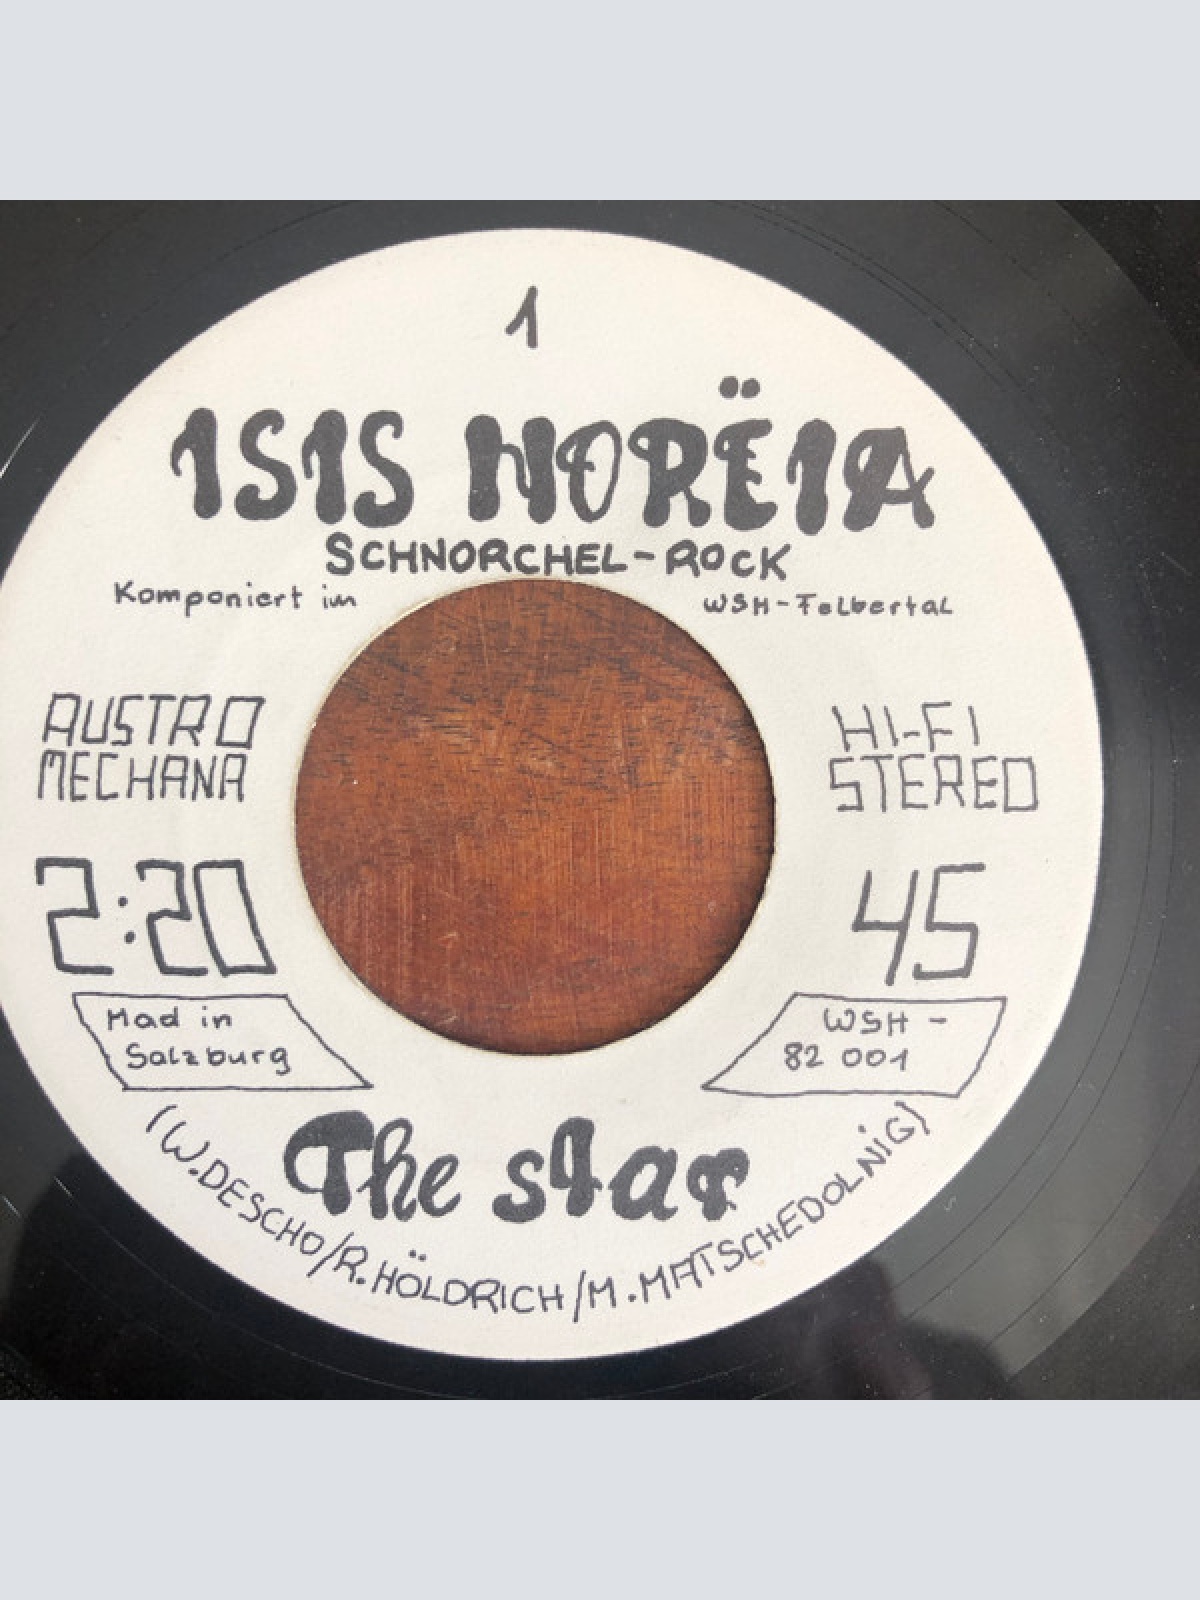 1
ISIS NORËIA
SCHNORCHEL-ROCK
Komponiert im WSH-Felbertal
AUSTRO
MECHANA
HI-FI
STEREO
2:20
45
Mad in
Salzburg
WSH -
82 001
The star
(W.DESCHO/R.HÖLDRICH/M.MATSCHEDOLNiG)